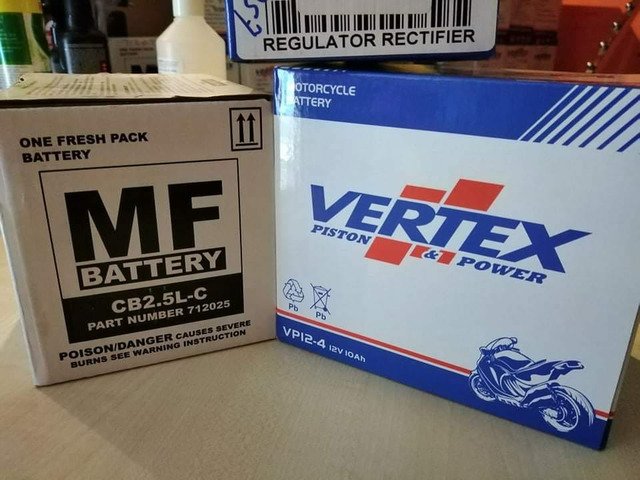 REGULATOR RECTIFIER
ONE FRESH PACK
BATTERY
MF
BATTERY
CB2.5L-C
PART NUMBER 712025
POISON/DANGER CAUSES SEVERE
BURNS SEE WARNING INSTRUCTION
MOTORCYCLE
BATTERY
VERTEX
PISTON & POWER
Pb
Pb
VP12-4 12V 10Ah